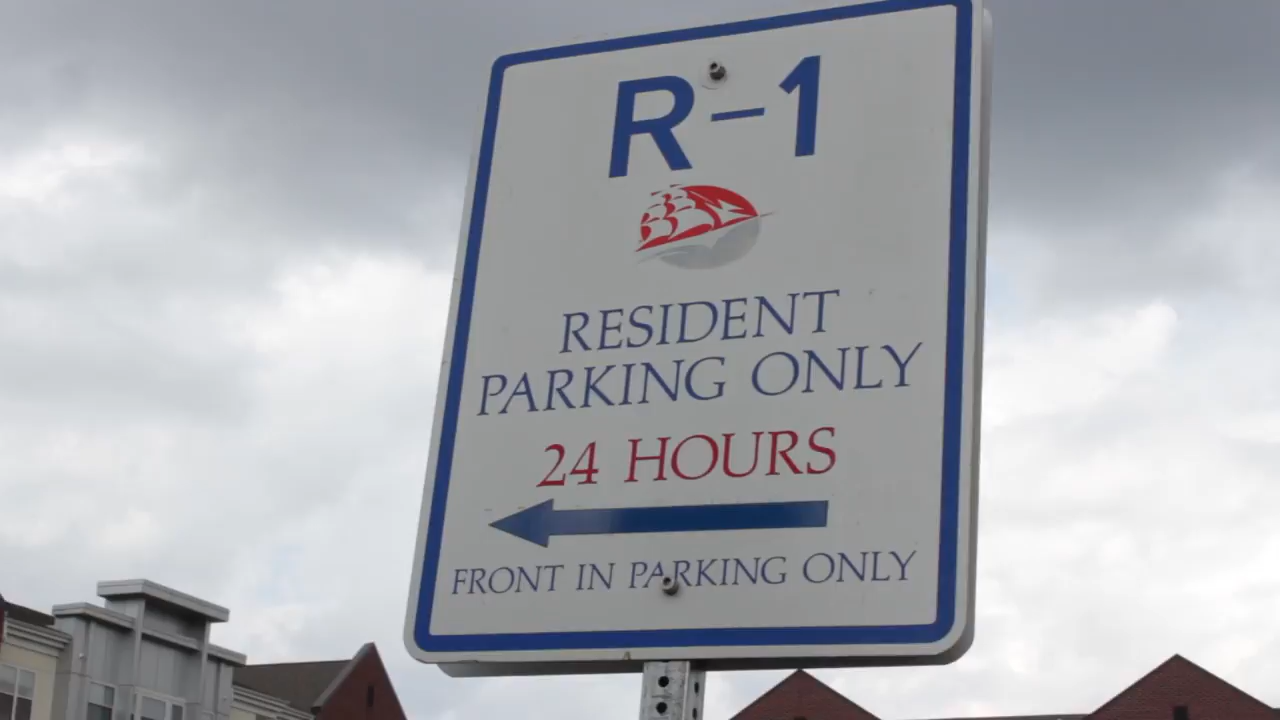 R-1
RESIDENT
PARKING ONLY
24 HOURS
FRONT IN PARKING ONLY